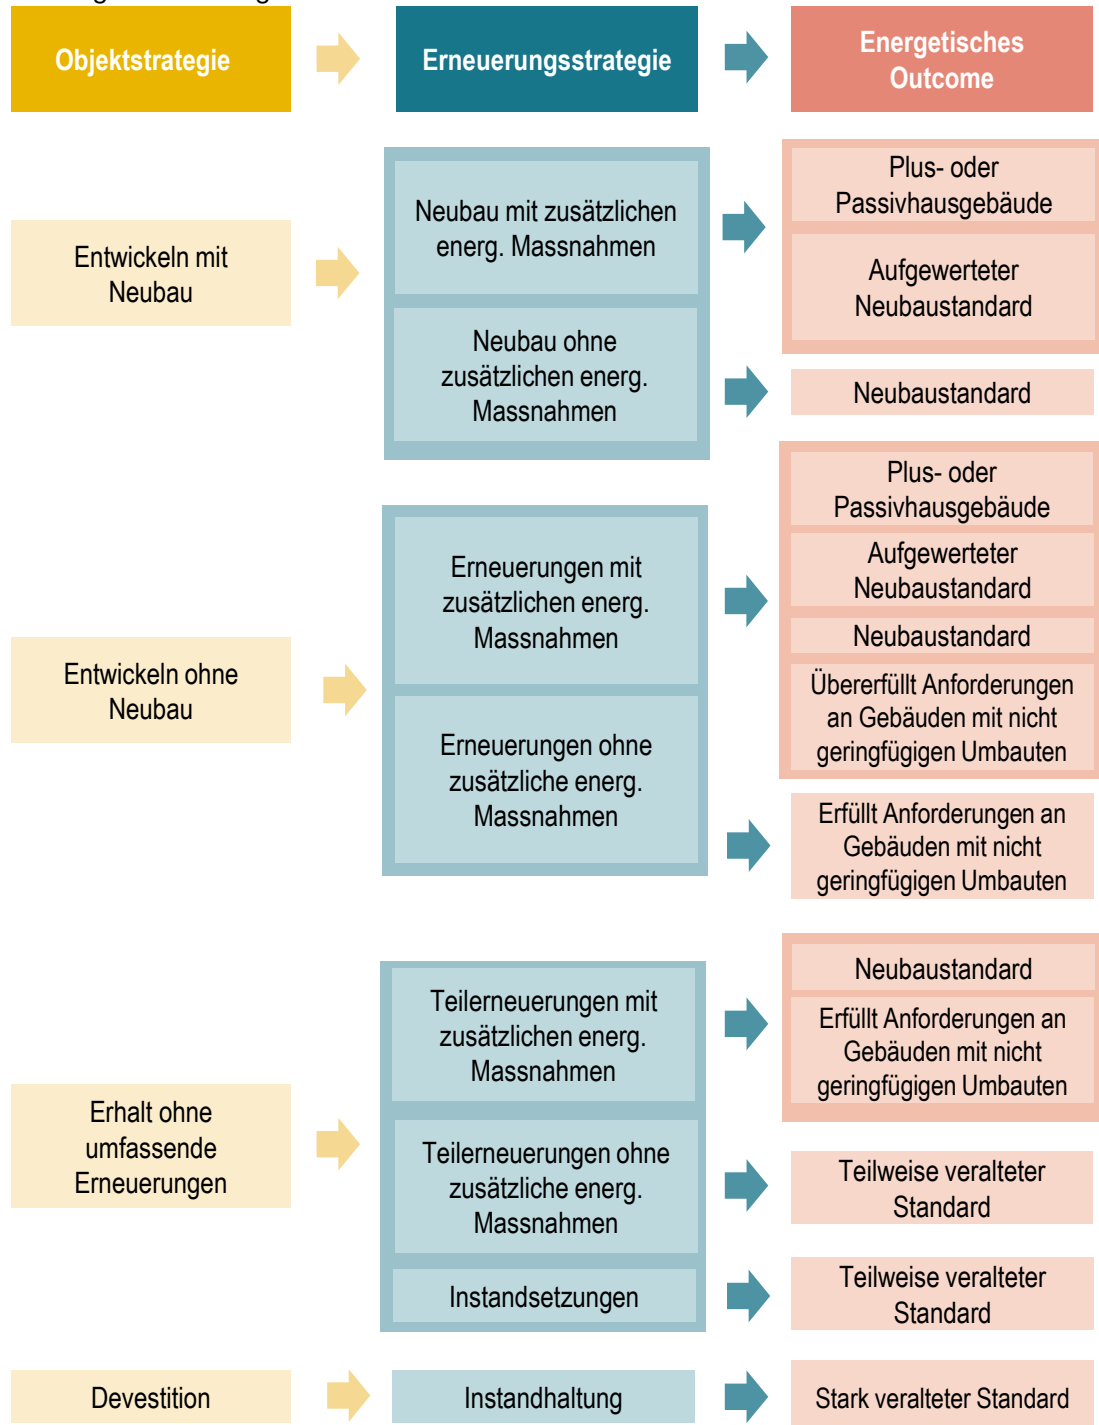 Objektstrategie
Erneuerungsstrategie
Energetisches
Outcome
Entwickeln mit
Neubau
Neubau mit zusätzlichen
energ. Massnahmen
Plus- oder
Passivhausgebäude
Aufgewerteter
Neubaustandard
Neubau ohne
zusätzlichen energ.
Massnahmen
Neubaustandard
Entwickeln ohne
Neubau
Erneuerungen mit
zusätzlichen energ.
Massnahmen
Plus- oder
Passivhausgebäude
Aufgewerteter
Neubaustandard
Neubaustandard
Übererfüllt Anforderungen
an Gebäuden mit nicht
geringfügigen Umbauten
Erneuerungen ohne
zusätzliche energ.
Massnahmen
Erfüllt Anforderungen an
Gebäuden mit nicht
geringfügigen Umbauten
Erhalt ohne
umfassende
Erneuerungen
Teilerneuerungen mit
zusätzlichen energ.
Massnahmen
Neubaustandard
Erfüllt Anforderungen an
Gebäuden mit nicht
geringfügigen Umbauten
Teilerneuerungen ohne
zusätzliche energ.
Massnahmen
Teilweise veralteter
Standard
Instandsetzungen
Teilweise veralteter
Standard
Devestition
Instandhaltung
Stark veralteter Standard